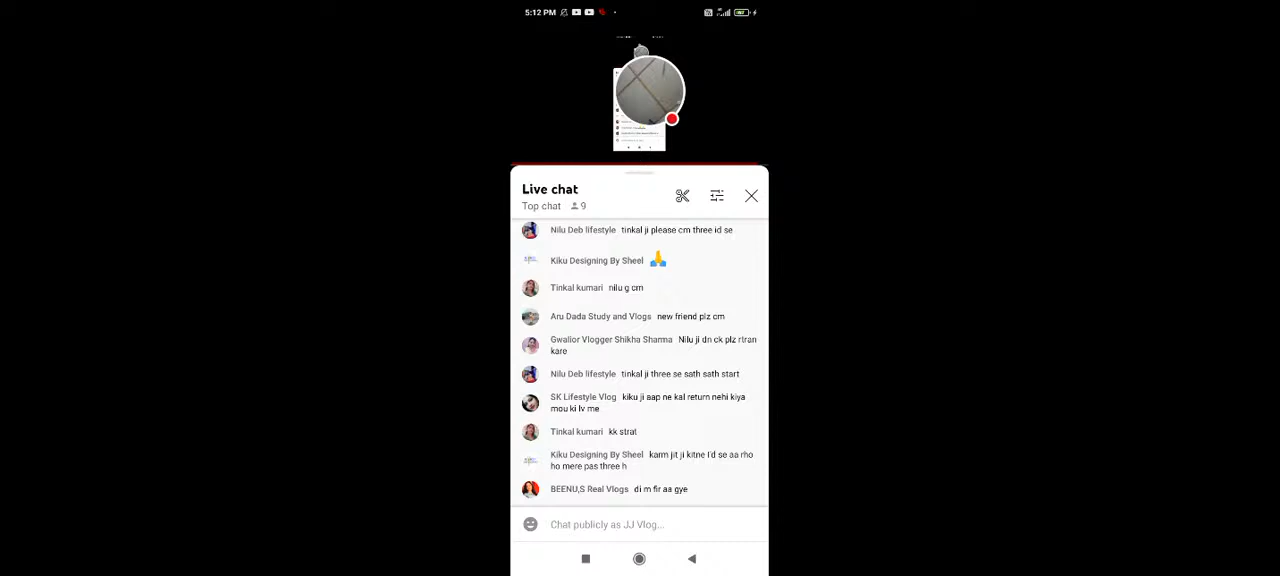 5:12 PM
Live chat
Top chat 9
Nilu Deb lifestyle tinkal ji please cm three id se
Kiku Designing By Sheel 🙏
Tinkal kumari nilu g cm
Aru Dada Study and Vlogs new friend plz cm
Gwalior Vlogger Shikha Sharma Nilu ji dn ck plz rtran
kare
Nilu Deb lifestyle tinkal ji three se sath sath start
SK Lifestyle Vlog kiku ji aap ne kal return nehi kiya
mou ki lv me
Tinkal kumari kk strat
Kiku Designing By Sheel karm jit ji kitne I'd se aa rho
ho mere pas three h
BEENU,S Real Vlogs di m fir aa gye
Chat publicly as JJ Vlog...